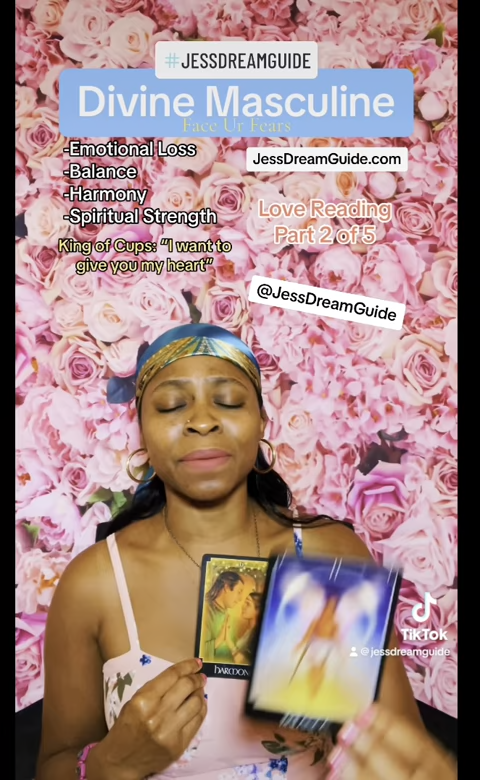 #JESSDREAMGUIDE
Divine Masculine
Face Ur Fears
-Emotional Loss
-Balance
-Harmony
-Spiritual Strength
King of Cups: “I want to
give you my heart”
JessDreamGuide.com
Love Reading
Part 2 of 5
@JessDreamGuide
TikTok
@jessdreamguide